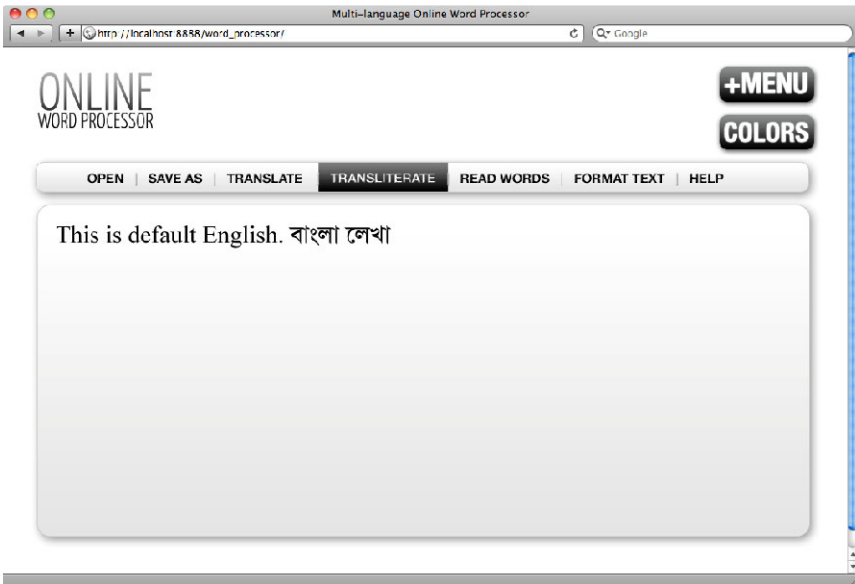 Multi-language Online Word Processor
http://localhost:8888/word_processor/
Google
ONLINE
WORD PROCESSOR
+MENU
COLORS
OPEN | SAVE AS | TRANSLATE TRANSLITERATE READ WORDS | FORMAT TEXT | HELP
This is default English. বাংলা লেখা